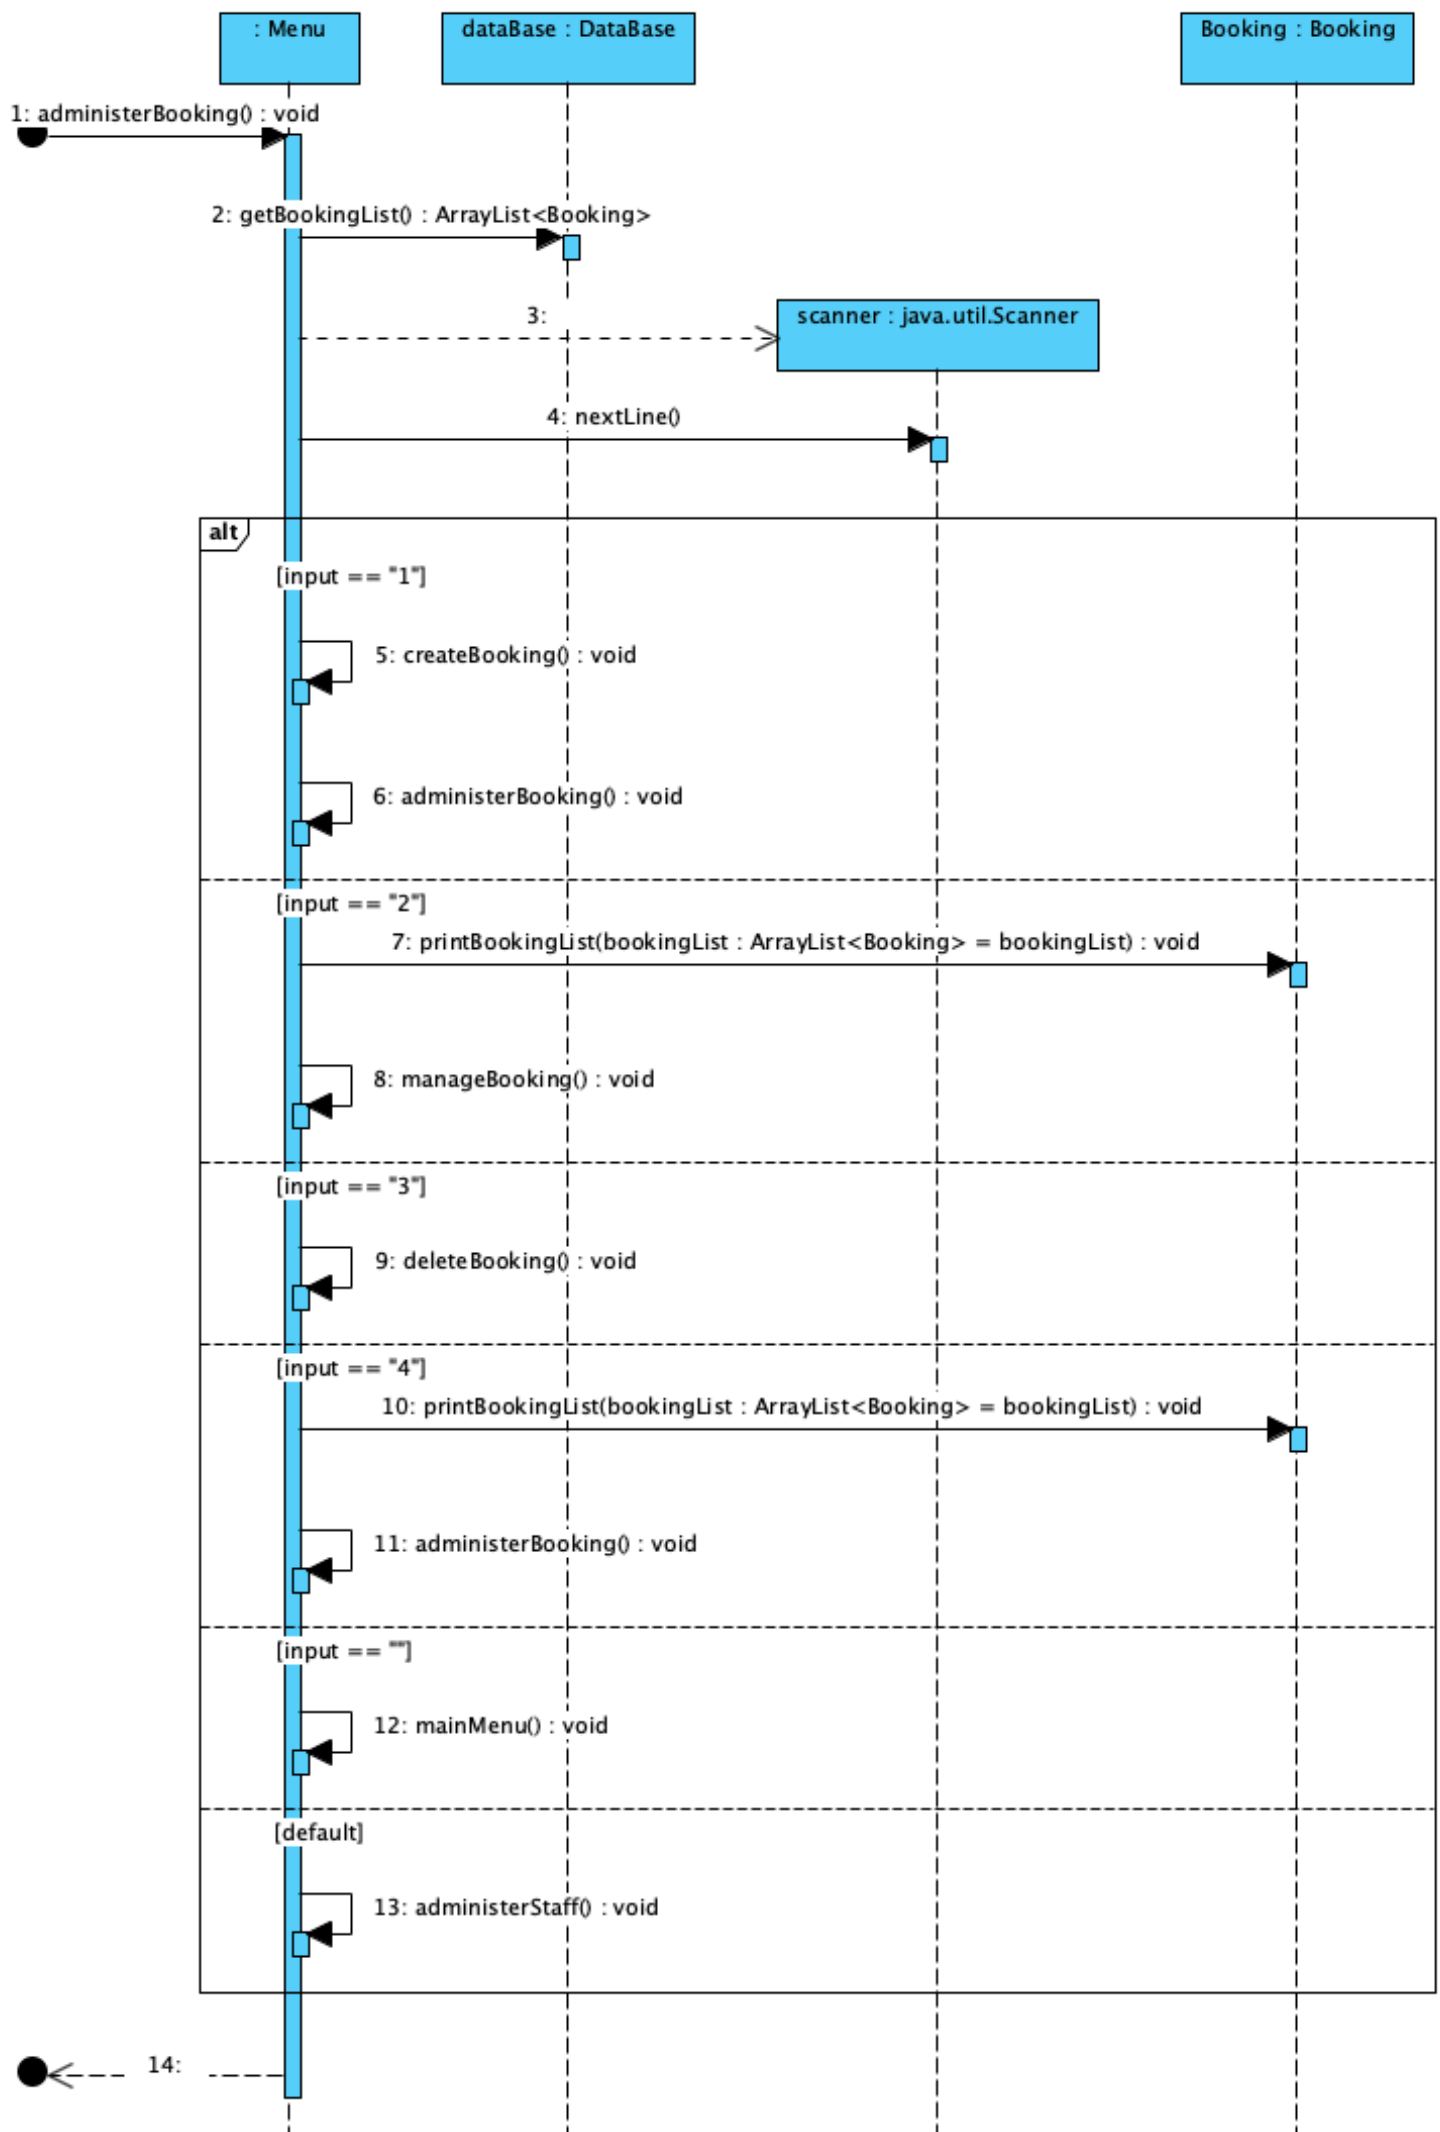 : Menu
dataBase : DataBase
Booking : Booking
1: administerBooking() : void
2: getBookingList() : ArrayList<Booking>
3:
scanner : java.util.Scanner
4: nextLine()
alt
[input == "1"]
5: createBooking() : void
6: administerBooking() : void
[input == "2"]
7: printBookingList(bookingList : ArrayList<Booking> = bookingList) : void
8: manageBooking() : void
[input == "3"]
9: deleteBooking() : void
[input == "4"]
10: printBookingList(bookingList : ArrayList<Booking> = bookingList) : void
11: administerBooking() : void
[input == ""]
12: mainMenu() : void
[default]
13: administerStaff() : void
14: